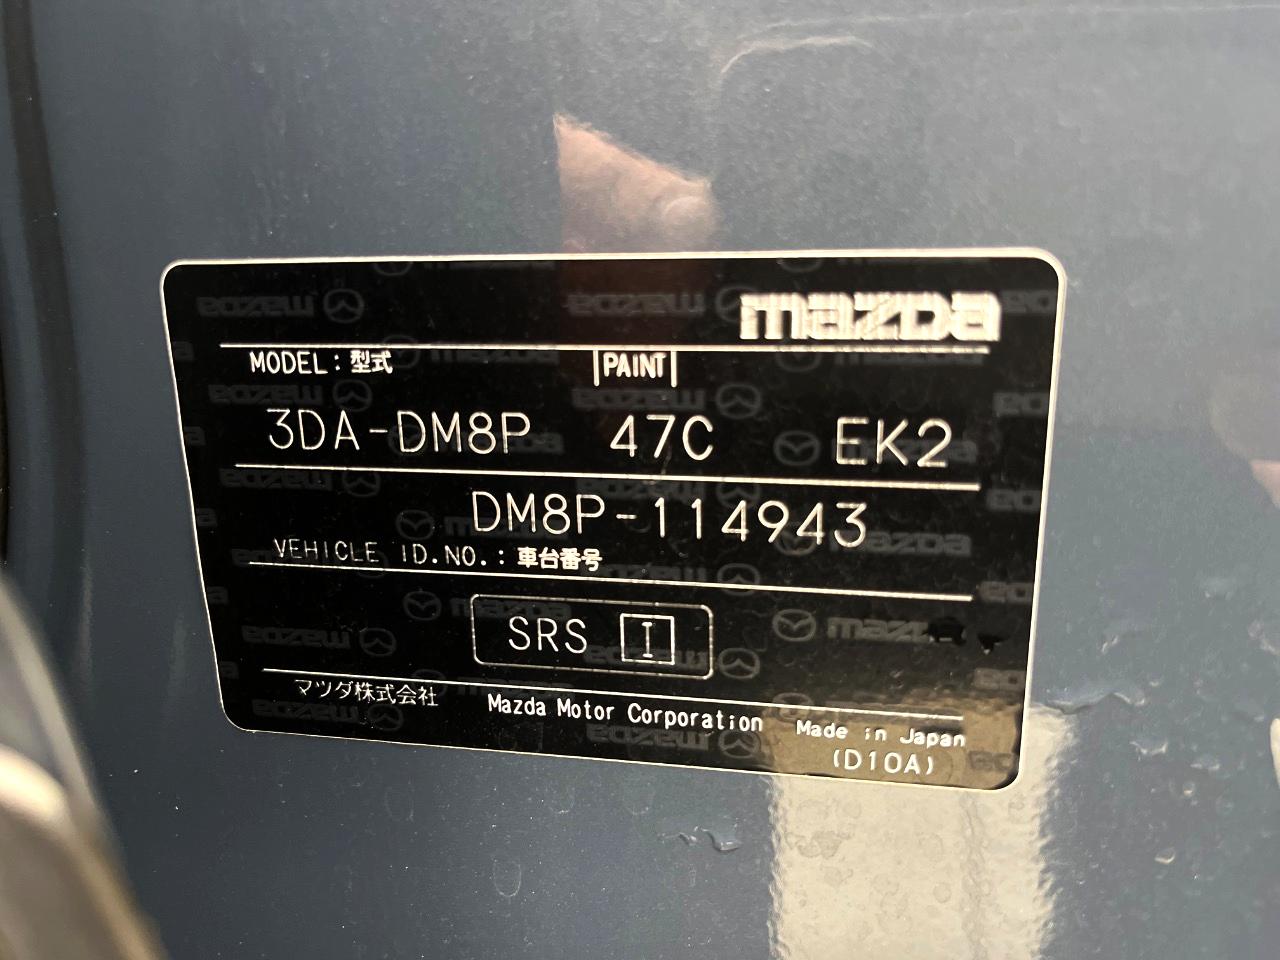 mazda
MODEL：型式 PAINT
3DA-DM8P 47C EK2
DM8P-114943
VEHICLE ID.NO.：車台番号
SRS I
マツダ株式会社 Mazda Motor Corporation Made in Japan
(D10A)